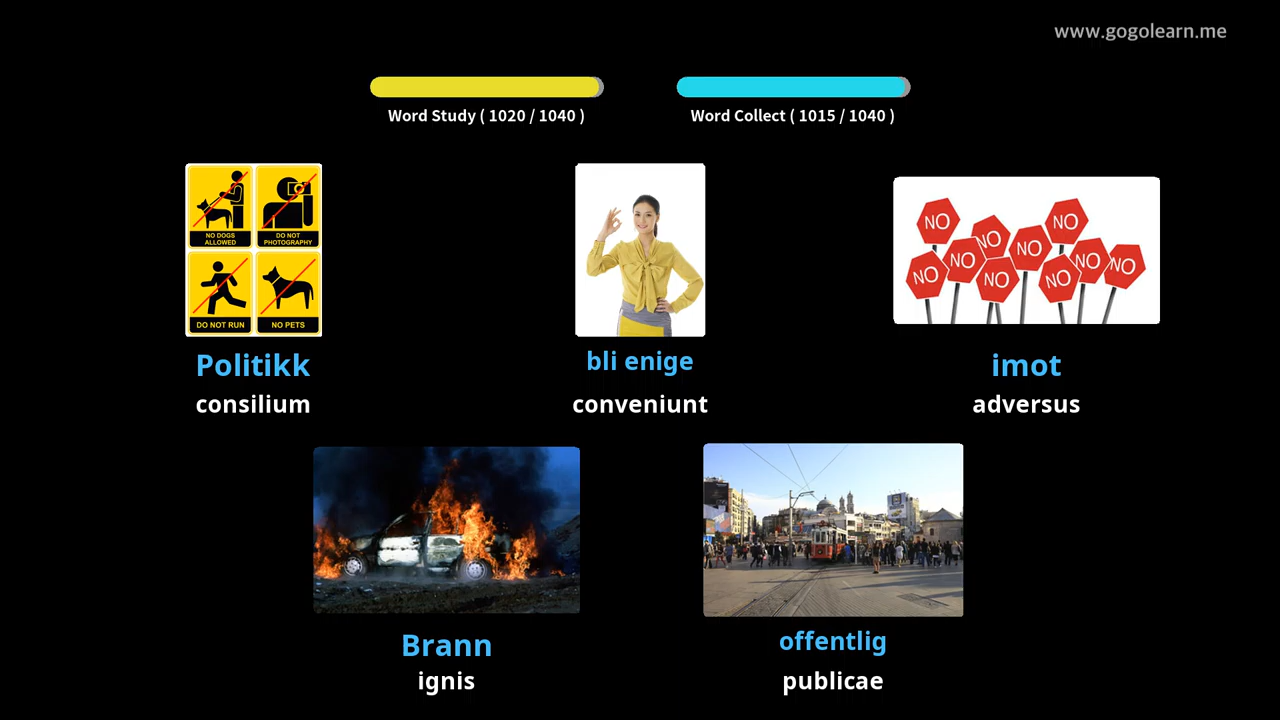 www.gogolearn.me
Word Study ( 1020 / 1040 )
Word Collect ( 1015 / 1040 )
NO DOGS
ALLOWED
DO NOT
PHOTOGRAPHY
DO NOT RUN
NO PETS
NO
NO
NO
NO
NO
NO
NO
NO
NO
NO
Politikk
consilium
bli enige
conveniunt
imot
adversus
Brann
ignis
offentlig
publicae